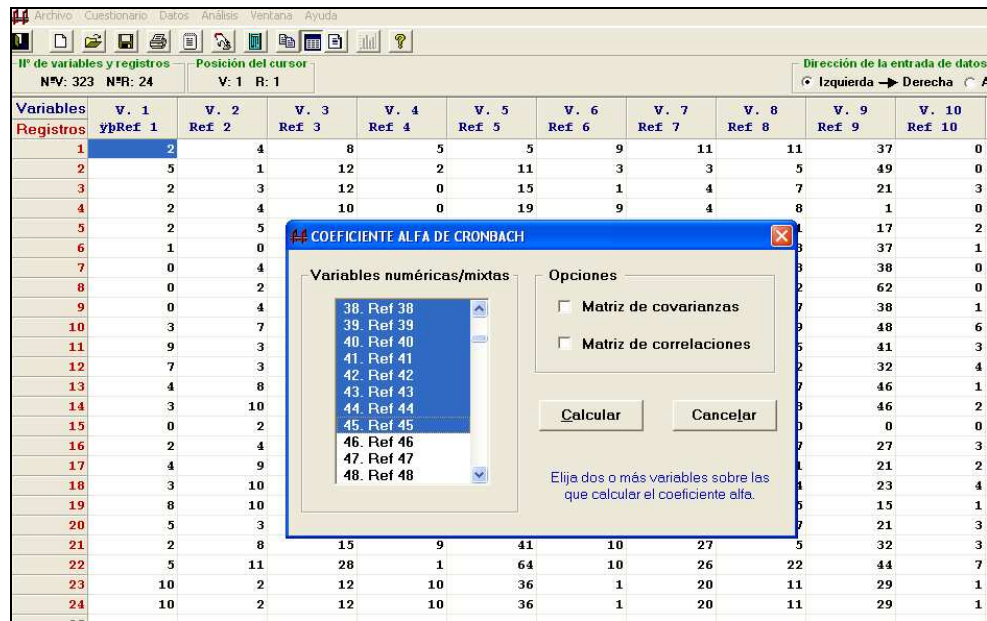 Archivo Cuestionario Datos Análisis Ventana Ayuda
Nº de variables y registros Posición del cursor Dirección de la entrada de datos
NºV: 323 NºR: 24 V: 1 R: 1 Izquierda Derecha A
Variables V. 1 V. 2 V. 3 V. 4 V. 5 V. 6 V. 7 V. 8 V. 9 V. 10
Registros ÿþRef 1 Ref 2 Ref 3 Ref 4 Ref 5 Ref 6 Ref 7 Ref 8 Ref 9 Ref 10
1 2 4 8 5 5 9 11 11 37 0
2 5 1 12 2 11 3 3 5 49 0
3 2 3 12 0 15 1 4 7 21 3
4 2 4 10 0 19 9 4 8 1 0
5 2 5 17 2
6 1 0 37 1
7 0 4 38 0
8 0 2 62 0
9 0 4 38 1
10 3 7 48 6
11 9 3 41 3
12 7 3 32 4
13 4 8 46 1
14 3 10 46 2
15 0 2 0 0
16 2 4 27 3
17 4 9 21 2
18 3 10 23 4
19 8 10 15 1
20 5 3 21 3
21 2 8 15 9 41 10 27 5 32 3
22 5 11 28 1 64 10 26 22 44 7
23 10 2 12 10 36 1 20 11 29 1
24 10 2 12 10 36 1 20 11 29 1
COEFICIENTE ALFA DE CRONBACH
Variables numéricas/mixtas
38. Ref 38
39. Ref 39
40. Ref 40
41. Ref 41
42. Ref 42
43. Ref 43
44. Ref 44
45. Ref 45
46. Ref 46
47. Ref 47
48. Ref 48
Opciones
Matriz de covarianzas
Matriz de correlaciones
Calcular Cancelar
Elija dos o más variables sobre las
que calcular el coeficiente alfa.